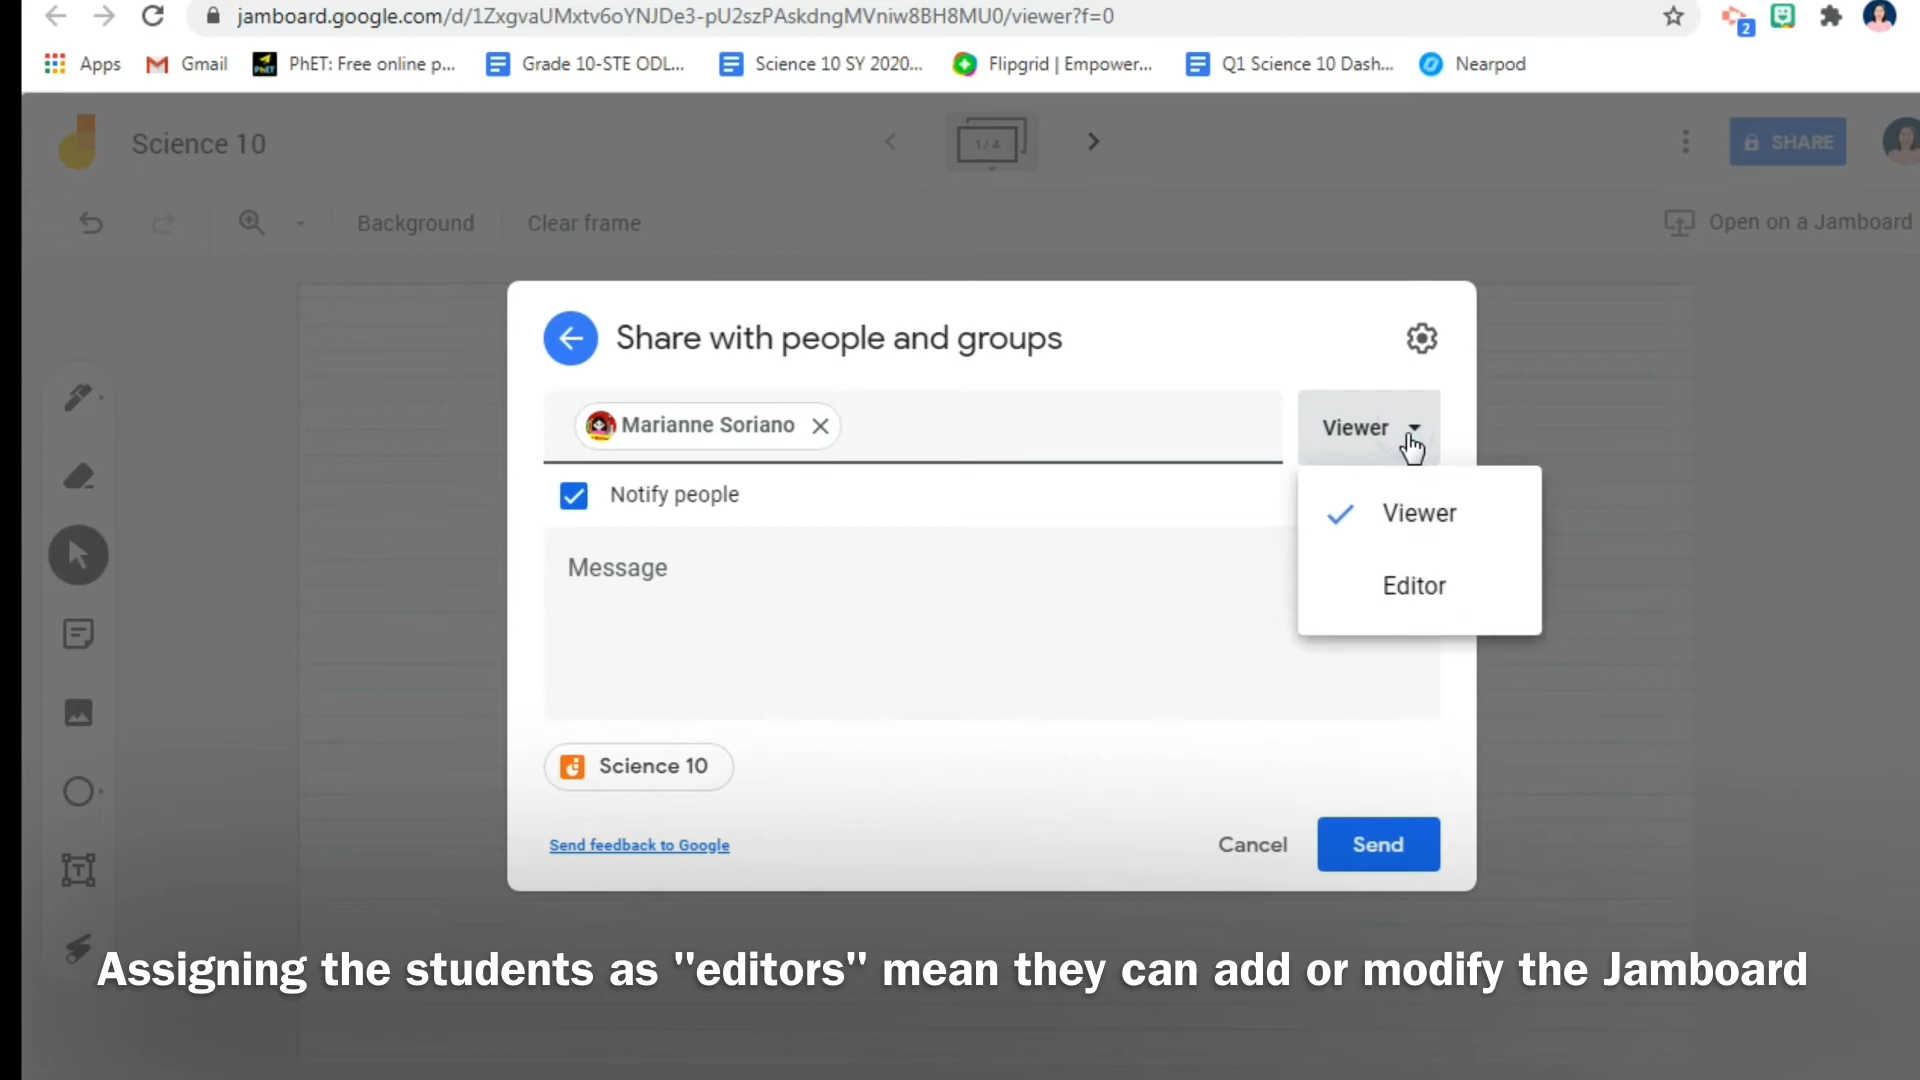 jamboard.google.com/d/1ZxgvaUMxtv6oYNJDe3-pU2szPAskdngMVniw8BH8MU0/viewer?f=0
2
Apps Gmail PhET: Free online p... Grade 10-STE ODL... Science 10 SY 2020... Flipgrid | Empower... Q1 Science 10 Dash... Nearpod
Science 10
1 / 4
SHARE
Background Clear frame Open on a Jamboard
Share with people and groups
Marianne Soriano
Viewer
Notify people
Viewer
Message
Editor
Science 10
Send feedback to Google
Cancel Send
Assigning the students as "editors" mean they can add or modify the Jamboard